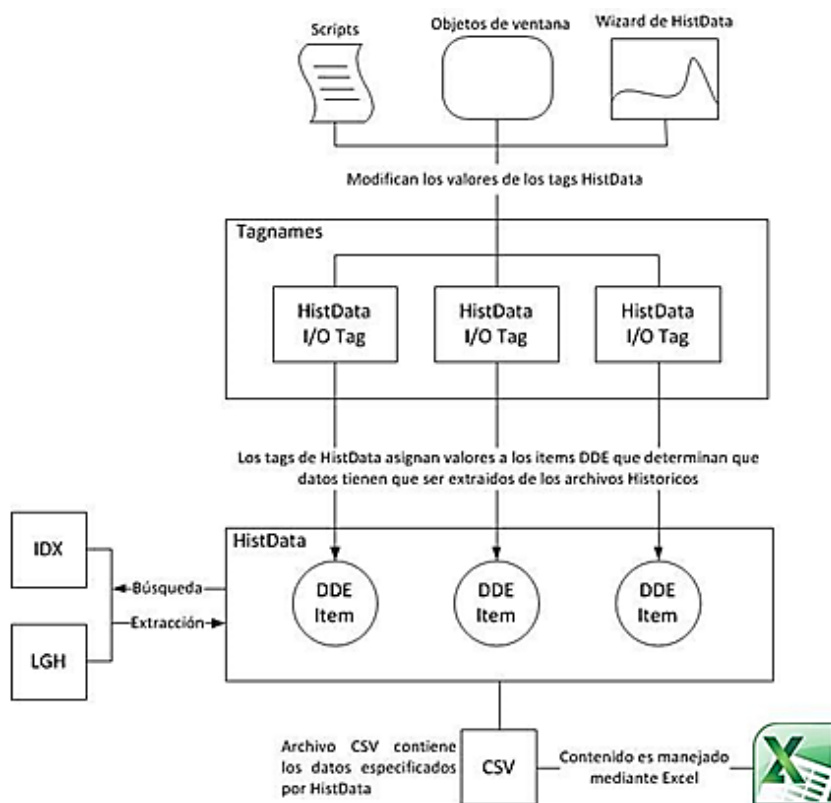 Scripts
Objetos de ventana
Wizard de HistData
Modifican los valores de los tags HistData
Tagnames
HistData
I/O Tag
HistData
I/O Tag
HistData
I/O Tag
Los tags de HistData asignan valores a los items DDE que determinan que
datos tienen que ser extraidos de los archivos Historicos
IDX
LGH
Búsqueda
Extracción
HistData
DDE
Item
DDE
Item
DDE
Item
Archivo CSV contiene
los datos especificados
por HistData
CSV
Contenido es manejado
mediante Excel
X